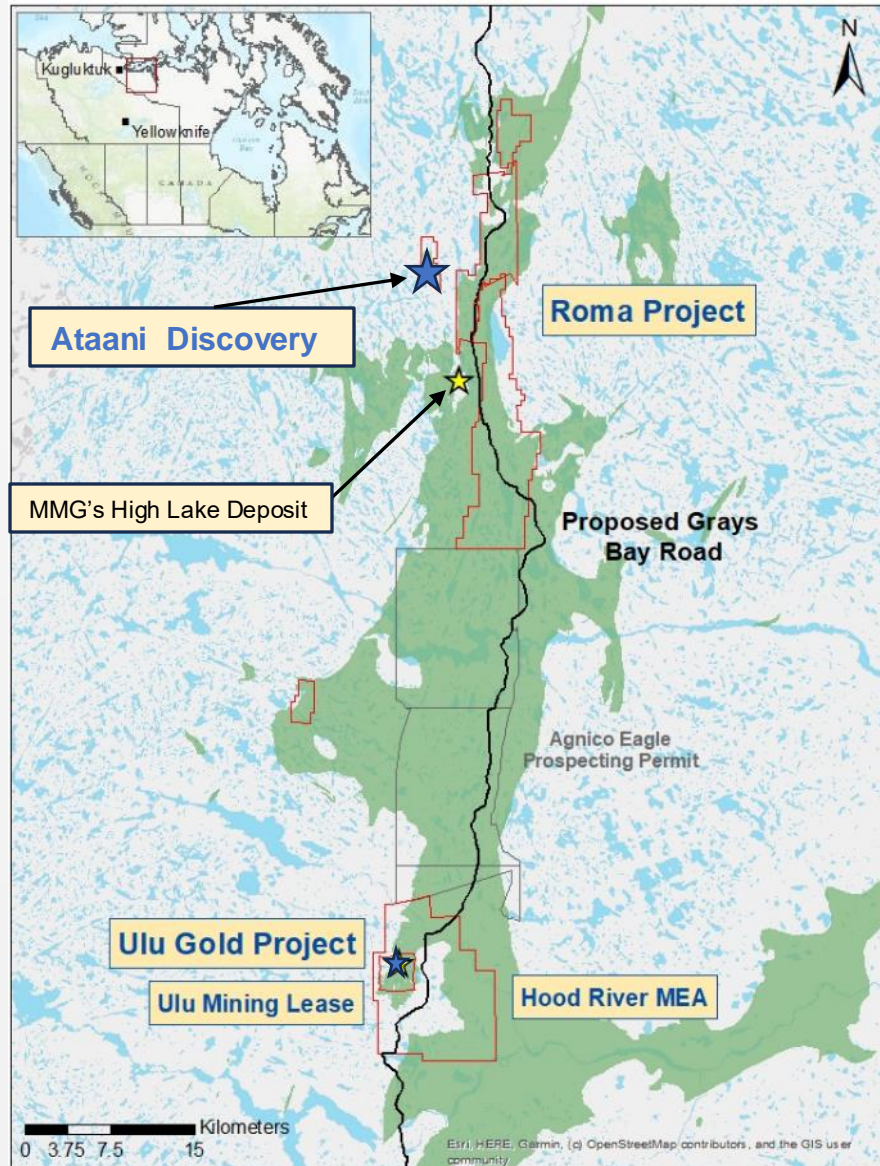 Kugluktuk
Yellowknife
CANADA
N
Ataani Discovery
Roma Project
MMG's High Lake Deposit
Proposed Grays
Bay Road
Agnico Eagle
Prospecting Permit
Ulu Gold Project
Ulu Mining Lease
Hood River MEA
Kilometers
0 3.75 7.5 15
Esri, HERE, Garmin, (c) OpenStreetMap contributors, and the GIS user
community